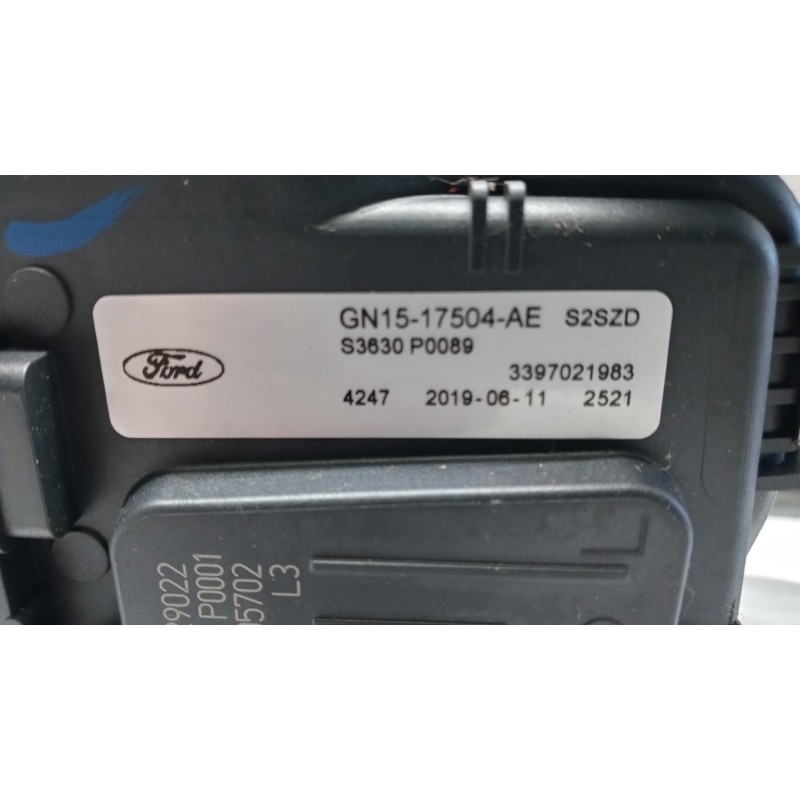 GN15-17504-AE S2SZD
S3630 P0089
Ford
3397021983
4247 2019-06-11 2521
29022
P0001
05702
L3
L